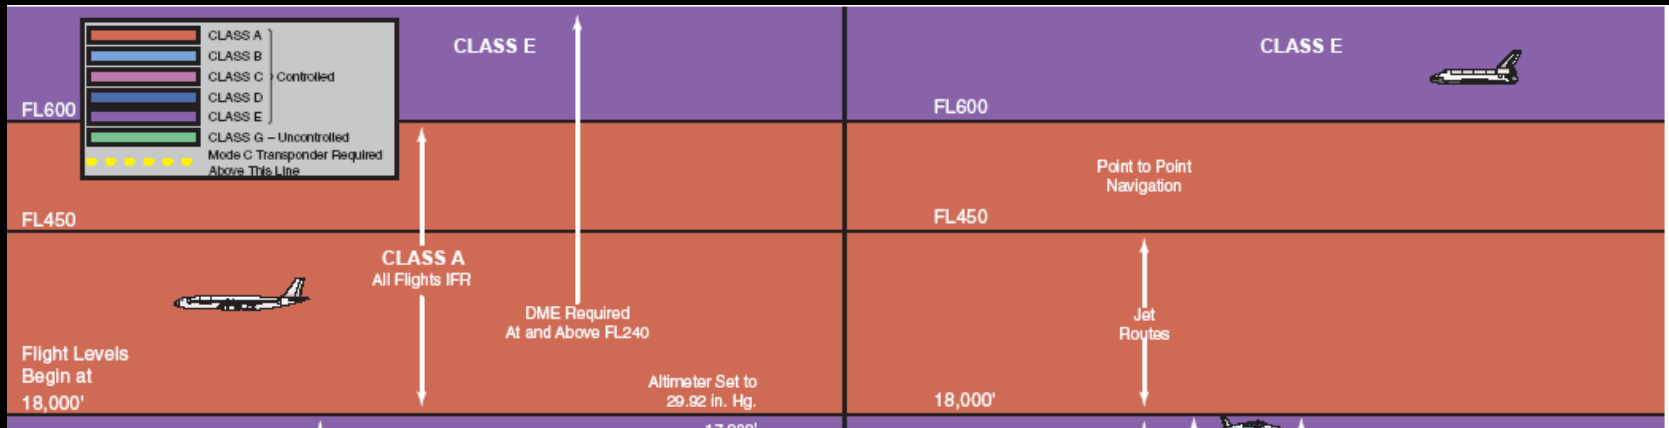 CLASS A
CLASS B
CLASS C
Controlled
CLASS D
CLASS E
CLASS G – Uncontrolled
Mode C Transponder Required
Above This Line
CLASS E
CLASS E
FL600
FL600
Point to Point
Navigation
FL450
FL450
CLASS A
All Flights IFR
DME Required
At and Above FL240
Jet
Routes
Flight Levels
Begin at
18,000'
Altimeter Set to
29.92 in. Hg.
18,000'